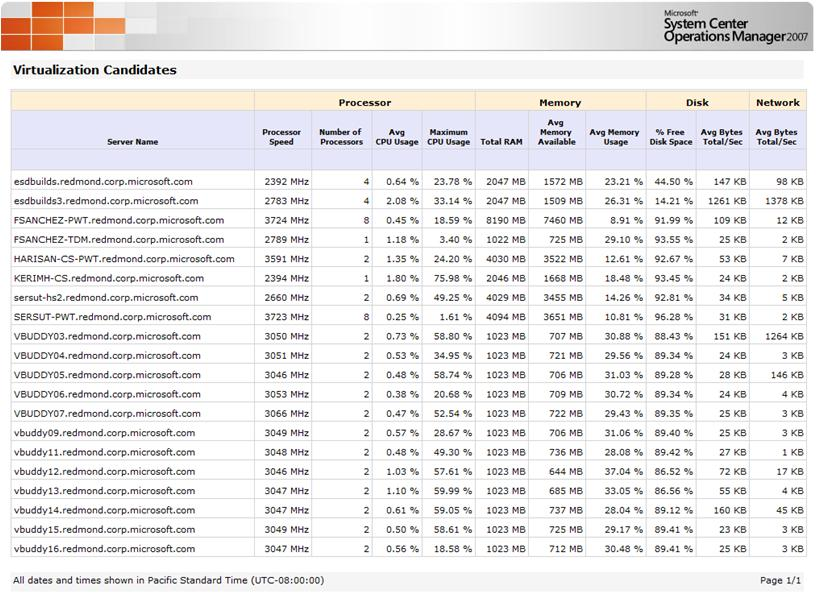 Microsoft®
System Center
Operations Manager 2007
Virtualization Candidates
Processor Memory Disk Network
Server Name Processor Speed Number of Processors Avg CPU Usage Maximum CPU Usage Total RAM Avg Memory Available Avg Memory Usage % Free Disk Space Avg Bytes Total/Sec Avg Bytes Total/Sec
esdbuilds.redmond.corp.microsoft.com 2392 MHz 4 0.64 % 23.78 % 2047 MB 1572 MB 23.21 % 44.50 % 147 KB 98 KB
esdbuilds3.redmond.corp.microsoft.com 2783 MHz 4 2.08 % 33.14 % 2047 MB 1509 MB 26.31 % 14.21 % 1261 KB 1378 KB
FSANCHEZ-PWT.redmond.corp.microsoft.com 3724 MHz 8 0.45 % 18.59 % 8190 MB 7460 MB 8.91 % 91.99 % 109 KB 12 KB
FSANCHEZ-TDM.redmond.corp.microsoft.com 2789 MHz 1 1.18 % 3.40 % 1022 MB 725 MB 29.10 % 93.55 % 25 KB 2 KB
HARISAN-CS-PWT.redmond.corp.microsoft.com 3591 MHz 2 1.35 % 24.20 % 4030 MB 3522 MB 12.61 % 92.67 % 53 KB 7 KB
KERIMH-CS.redmond.corp.microsoft.com 2394 MHz 1 1.80 % 75.98 % 2046 MB 1668 MB 18.48 % 93.45 % 24 KB 2 KB
sersut-hs2.redmond.corp.microsoft.com 2660 MHz 2 0.69 % 49.25 % 4029 MB 3455 MB 14.26 % 92.81 % 34 KB 5 KB
SERSUT-PWT.redmond.corp.microsoft.com 3723 MHz 8 0.25 % 1.61 % 4094 MB 3651 MB 10.81 % 96.28 % 31 KB 2 KB
VBUDDY03.redmond.corp.microsoft.com 3050 MHz 2 0.73 % 58.80 % 1023 MB 707 MB 30.88 % 88.43 % 151 KB 1264 KB
VBUDDY04.redmond.corp.microsoft.com 3051 MHz 2 0.53 % 34.95 % 1023 MB 721 MB 29.56 % 89.34 % 24 KB 3 KB
VBUDDY05.redmond.corp.microsoft.com 3046 MHz 2 0.48 % 58.74 % 1023 MB 706 MB 31.03 % 89.28 % 28 KB 146 KB
VBUDDY06.redmond.corp.microsoft.com 3053 MHz 2 0.38 % 20.68 % 1023 MB 709 MB 30.72 % 89.34 % 24 KB 4 KB
VBUDDY07.redmond.corp.microsoft.com 3066 MHz 2 0.47 % 52.54 % 1023 MB 722 MB 29.43 % 89.35 % 25 KB 3 KB
vbuddy09.redmond.corp.microsoft.com 3049 MHz 2 0.57 % 28.67 % 1023 MB 706 MB 31.06 % 89.40 % 25 KB 3 KB
vbuddy11.redmond.corp.microsoft.com 3048 MHz 2 0.48 % 49.30 % 1023 MB 736 MB 28.08 % 89.42 % 27 KB 1 KB
vbuddy12.redmond.corp.microsoft.com 3046 MHz 2 1.03 % 57.61 % 1023 MB 644 MB 37.04 % 86.52 % 72 KB 17 KB
vbuddy13.redmond.corp.microsoft.com 3047 MHz 2 1.10 % 59.99 % 1023 MB 685 MB 33.05 % 86.56 % 55 KB 4 KB
vbuddy14.redmond.corp.microsoft.com 3047 MHz 2 0.61 % 59.05 % 1023 MB 737 MB 28.04 % 89.12 % 160 KB 45 KB
vbuddy15.redmond.corp.microsoft.com 3049 MHz 2 0.50 % 58.61 % 1023 MB 725 MB 29.17 % 89.41 % 23 KB 3 KB
vbuddy16.redmond.corp.microsoft.com 3047 MHz 2 0.56 % 18.58 % 1023 MB 712 MB 30.48 % 89.41 % 25 KB 3 KB
All dates and times shown in Pacific Standard Time (UTC-08:00:00) Page 1/1